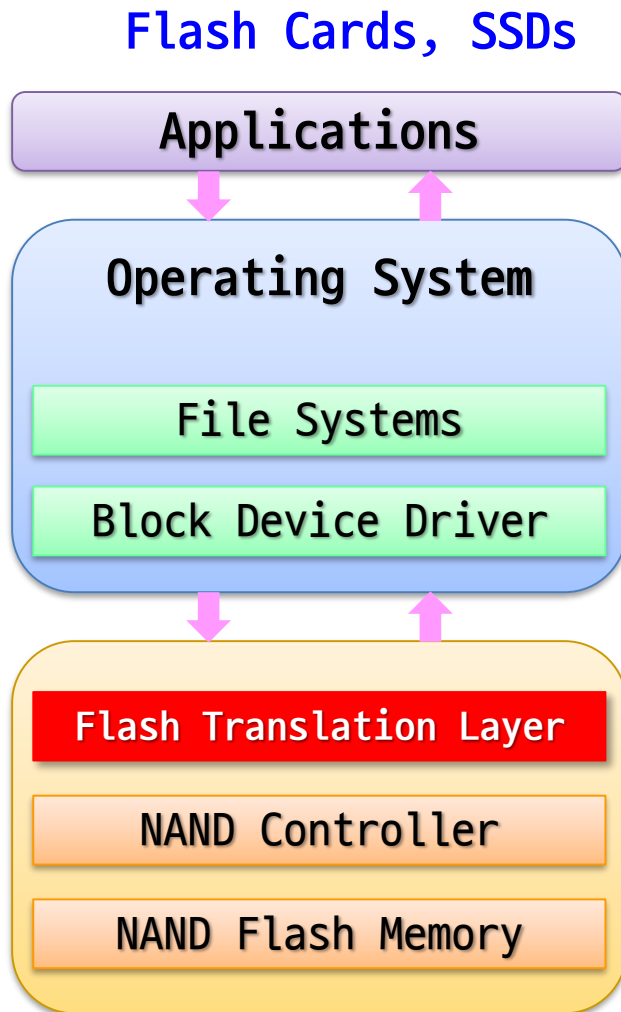 Flash Cards, SSDs
Applications
Operating System
File Systems
Block Device Driver
Flash Translation Layer
NAND Controller
NAND Flash Memory